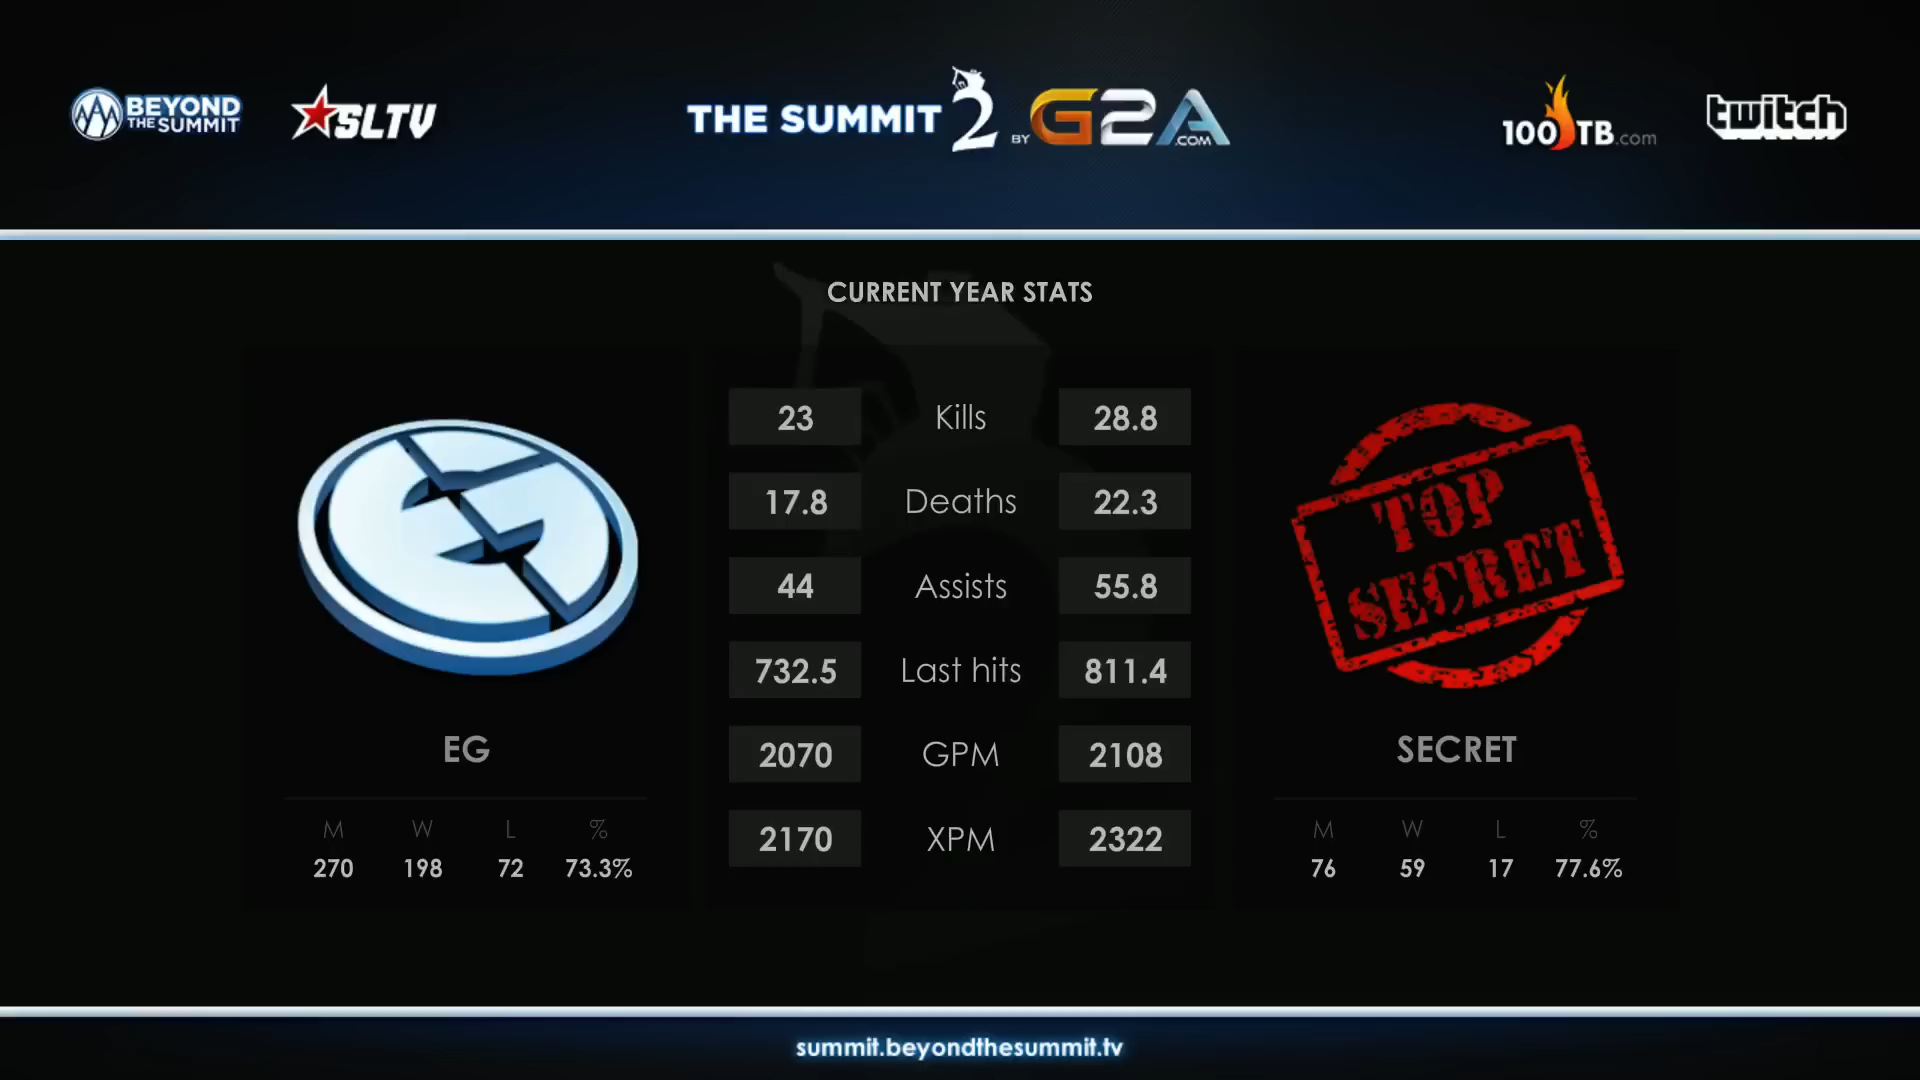 BEYOND
THE SUMMIT
SLTV
THE SUMMIT 2 BY G2A.COM
100TB.com
twitch
CURRENT YEAR STATS
23 Kills 28.8
17.8 Deaths 22.3
44 Assists 55.8
732.5 Last hits 811.4
2070 GPM 2108
2170 XPM 2322
EG
M W L %
270 198 72 73.3%
TOP
SECRET
SECRET
M W L %
76 59 17 77.6%
summit.beyondthesummit.tv